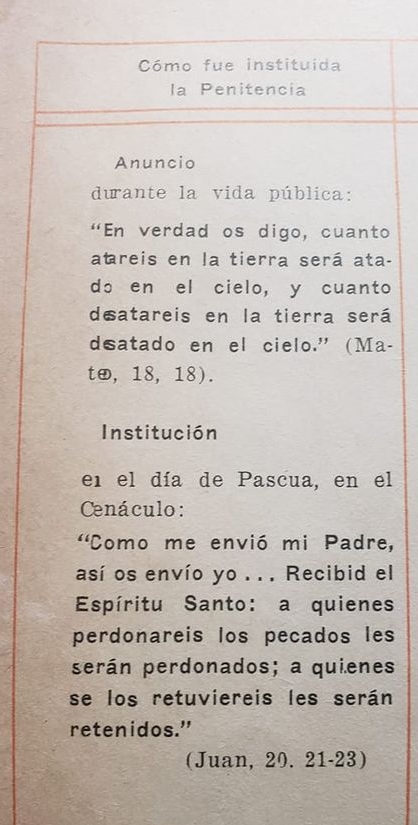 Cómo fue instituida
la Penitencia
Anuncio
durante la vida pública:
“En verdad os digo, cuanto
atareis en la tierra será ata-
do en el cielo, y cuanto
desatareis en la tierra será
desatado en el cielo.” (Ma-
teo, 18, 18).
Institución
en el día de Pascua, en el
Cenáculo:
“Como me envió mi Padre,
así os envío yo... Recibid el
Espíritu Santo: a quienes
perdonareis los pecados les
serán perdonados; a quienes
se los retuviereis les serán
retenidos.”
(Juan, 20. 21-23)